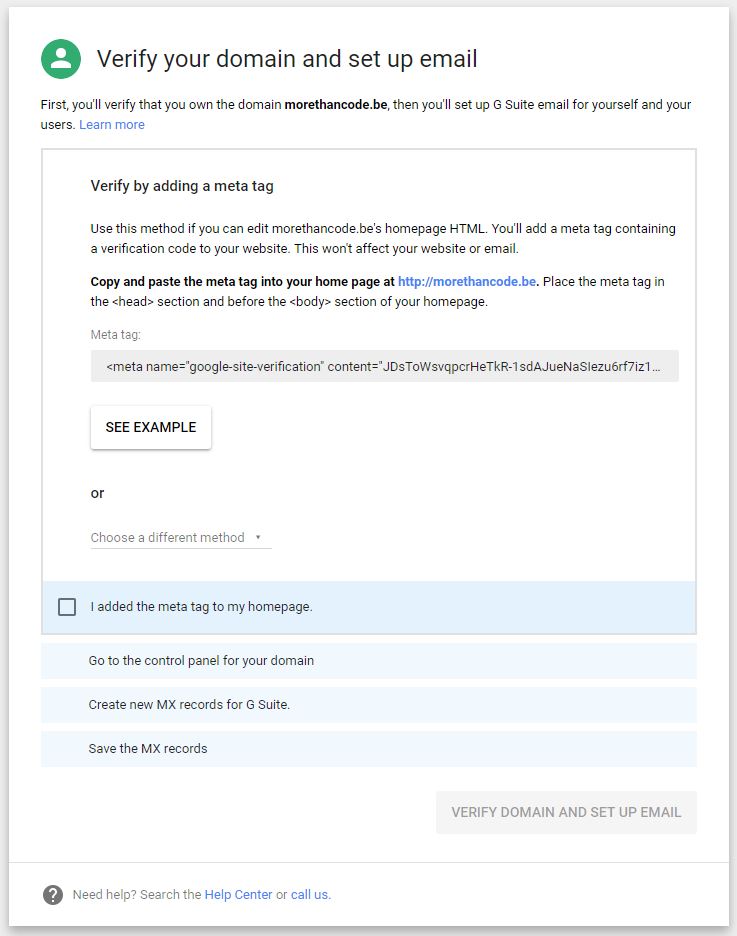 Verify your domain and set up email
First, you'll verify that you own the domain morethancode.be, then you'll set up G Suite email for yourself and your
users. Learn more
Verify by adding a meta tag
Use this method if you can edit morethancode.be's homepage HTML. You'll add a meta tag containing
a verification code to your website. This won't affect your website or email.
Copy and paste the meta tag into your home page at http://morethancode.be. Place the meta tag in
the <head> section and before the <body> section of your homepage.
Meta tag:
<meta name="google-site-verification" content="JDsToWsvqpcrHeTkR-1sdAJueNaSIezu6rf7iz1...
SEE EXAMPLE
or
Choose a different method
I added the meta tag to my homepage.
Go to the control panel for your domain
Create new MX records for G Suite.
Save the MX records
VERIFY DOMAIN AND SET UP EMAIL
? Need help? Search the Help Center or call us.